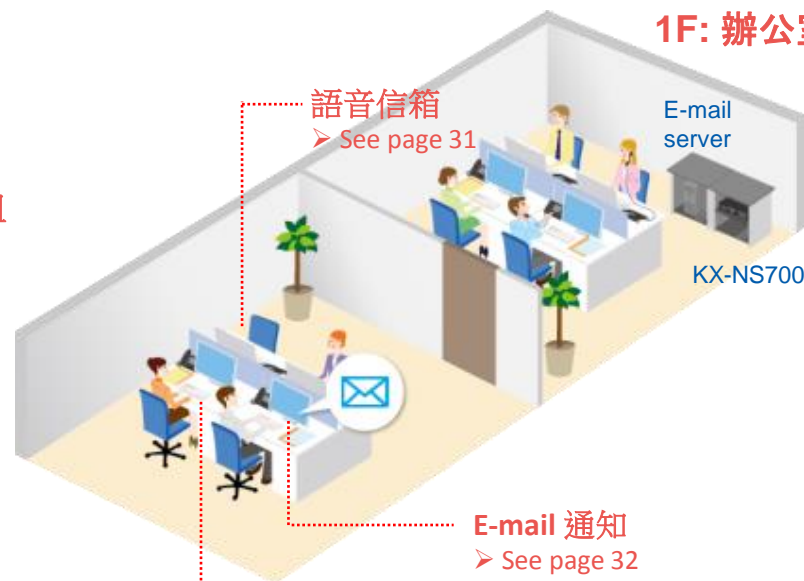 1F: 辦公室
語音信箱
➢ See page 31
E-mail
server
KX-NS700
E-mail 通知
➢ See page 32